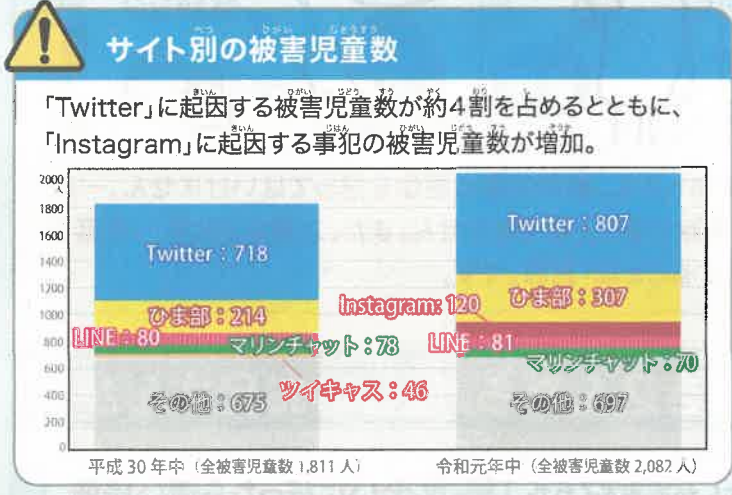 サイト別の被害児童数
「Twitter」に起因する被害児童数が約4割を占めるとともに、
「Instagram」に起因する事犯の被害児童数が増加。
2000
人
1800
1600
1400
1200
1000
800
600
400
200
0
Twitter：718
ひま部：214
LINE：80
マリンチャット：78
ツイキャス：46
その他：675
平成30年中（全被害児童数1,811人）
Twitter：807
ひま部：307
Instagram: 120
LINE：81
マリンチャット：70
その他：697
令和元年中（全被害児童数2,082人）